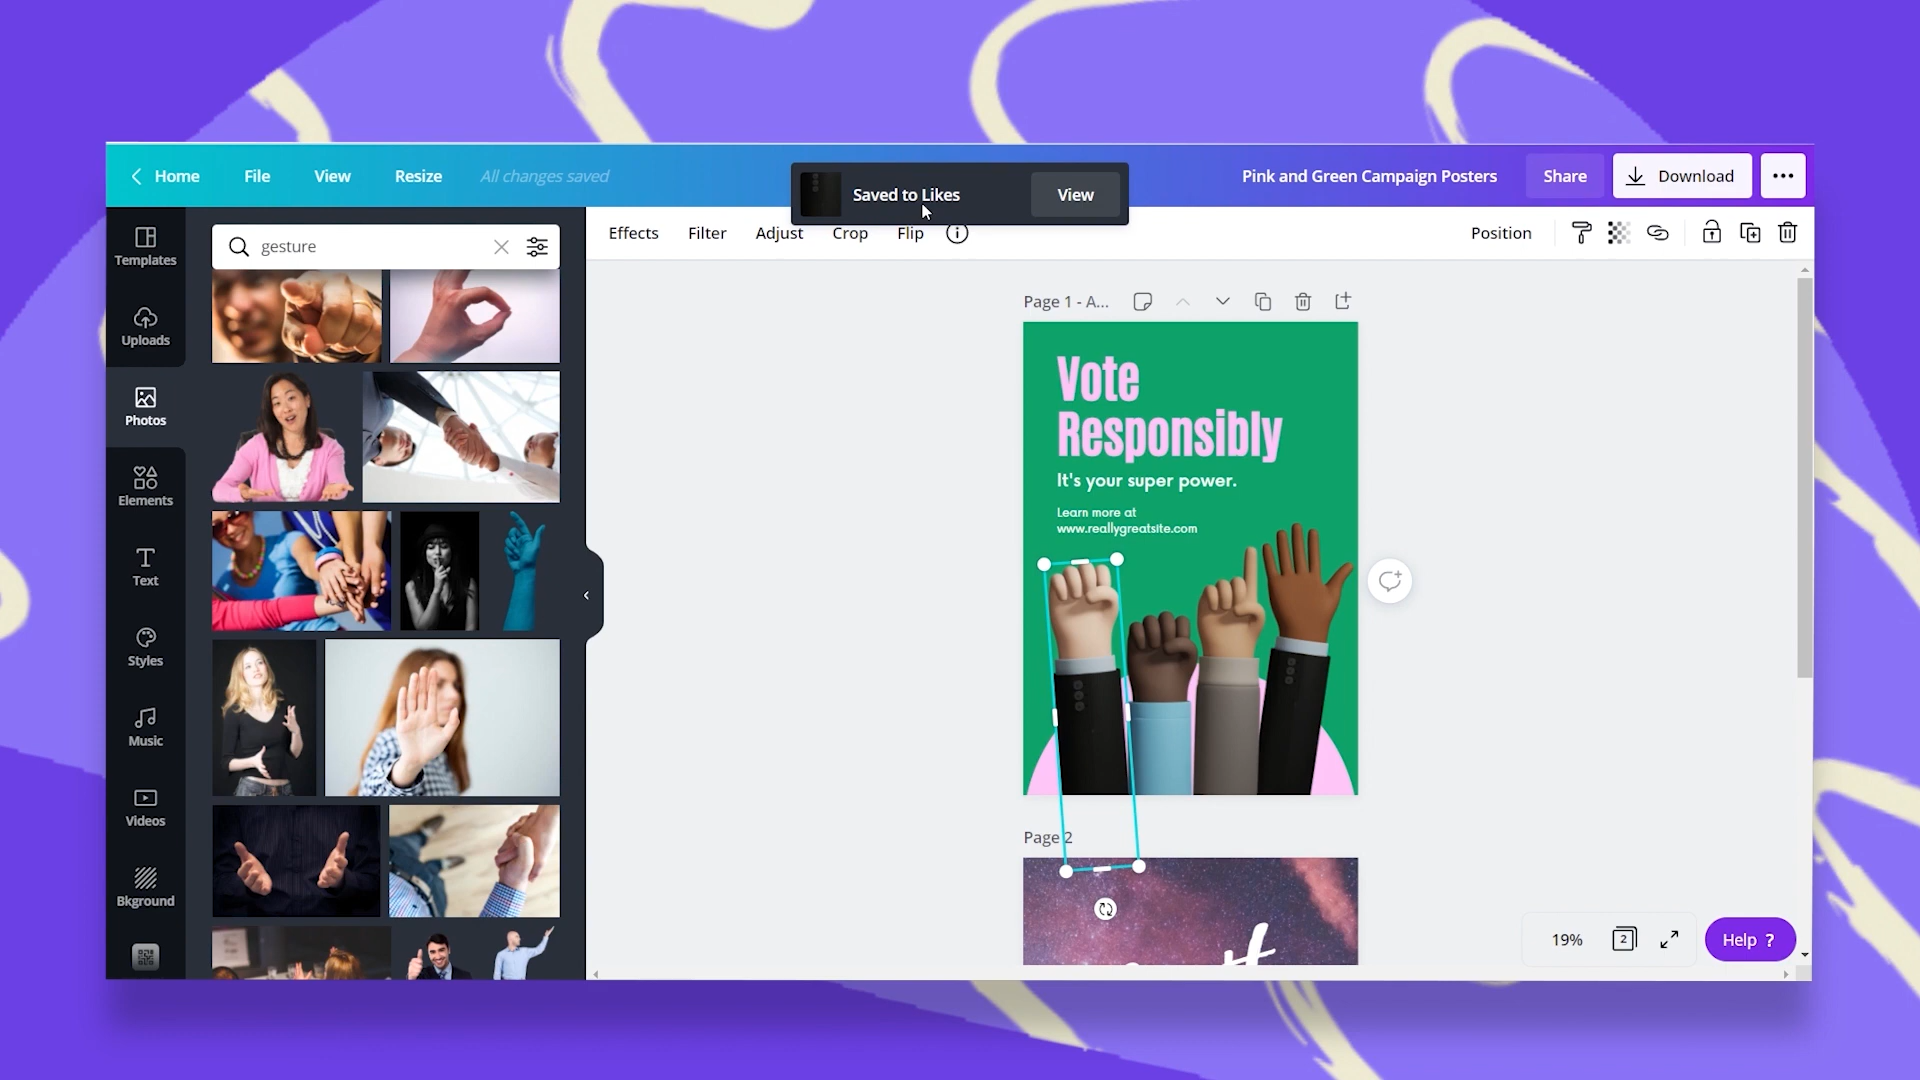 Home
File
View
Resize
All changes saved
Saved to Likes
View
Pink and Green Campaign Posters
Share
Download
Templates
Uploads
Photos
Elements
Text
Styles
Music
Videos
Bkground
gesture
Effects
Filter
Adjust
Crop
Flip
Position
Page 1 - A...
Vote
Responsibly
It's your super power.
Learn more at
www.reallygreatsite.com
Page 2
19%
2
Help ?